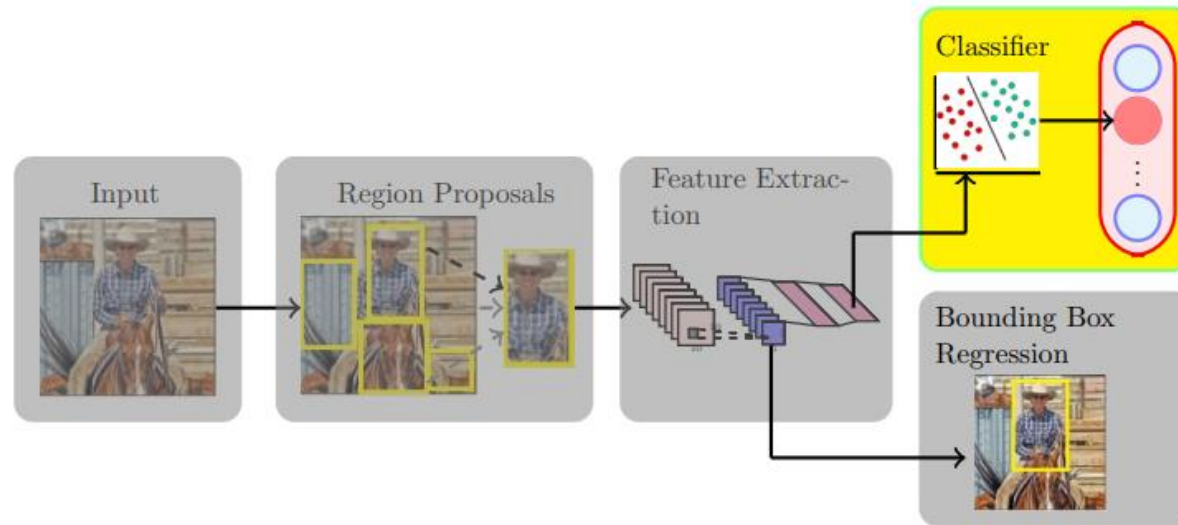 Input
Region Proposals
Feature Extrac-
tion
Classifier
Bounding Box
Regression